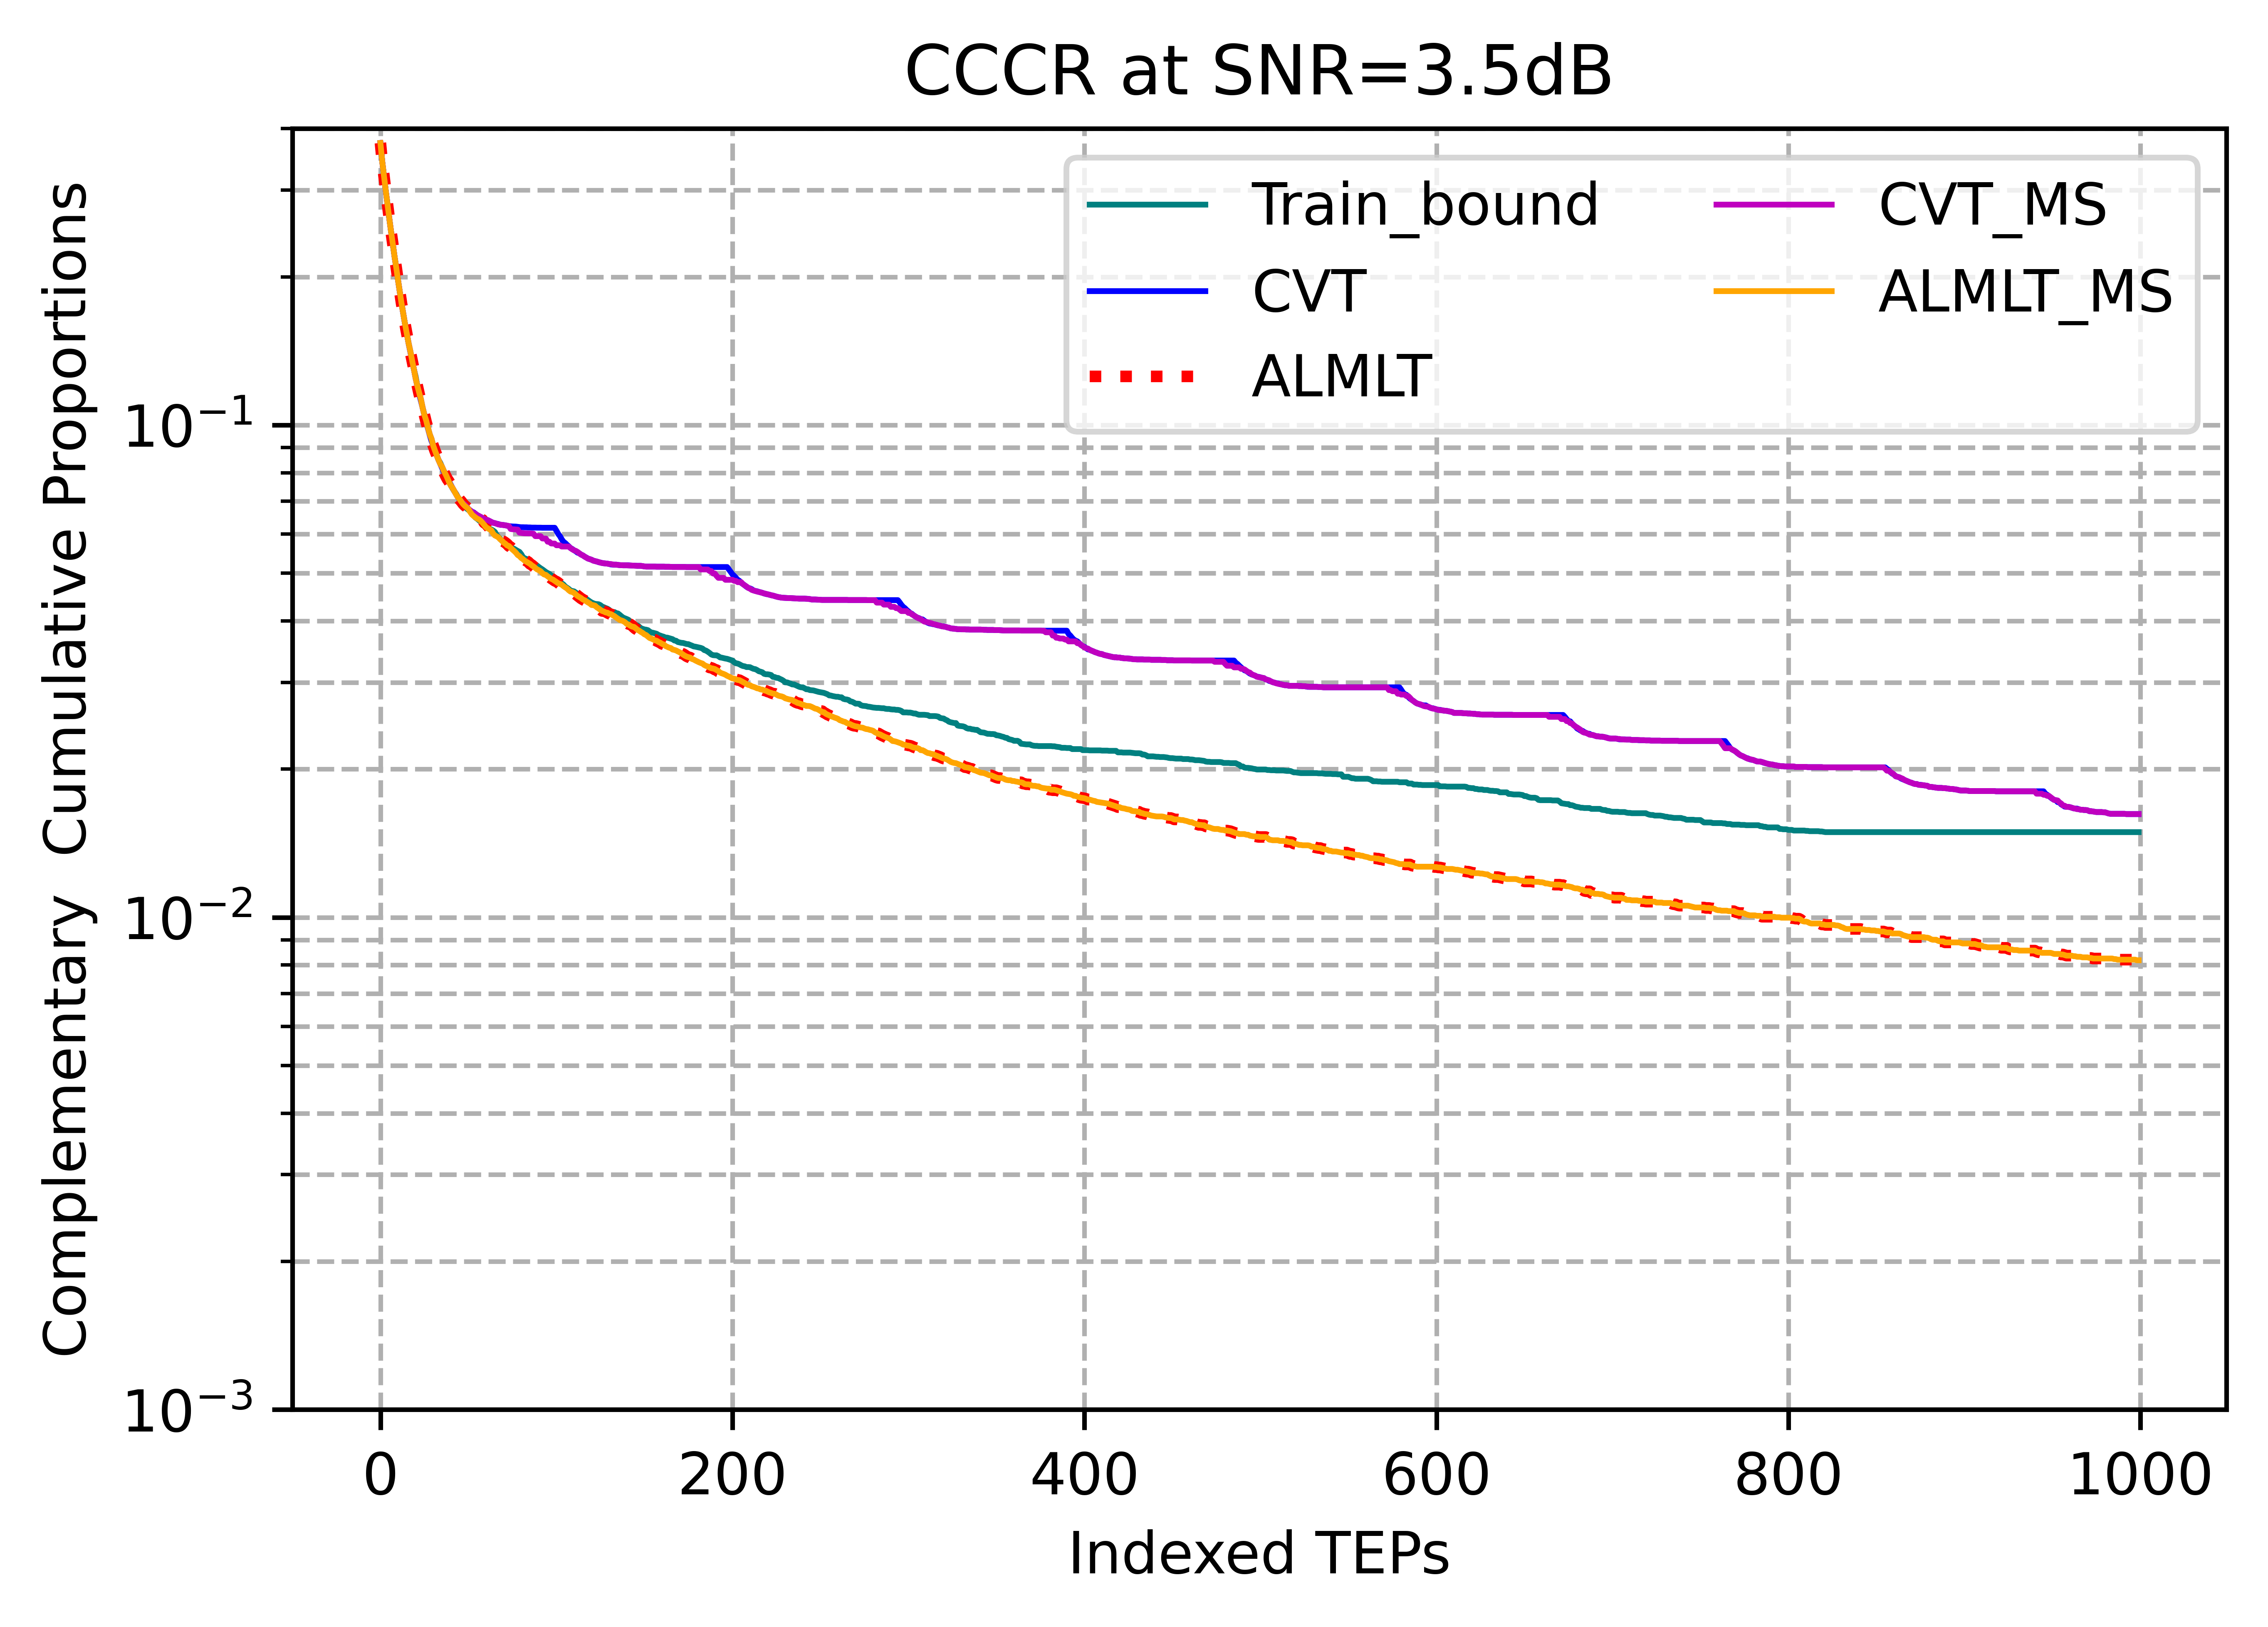 CCCR at SNR=3.5dB
Complementary Cumulative Proportions
10⁻¹
10⁻²
10⁻³
Train_bound
CVT
ALMLT
CVT_MS
ALMLT_MS
0 200 400 600 800 1000
Indexed TEPs